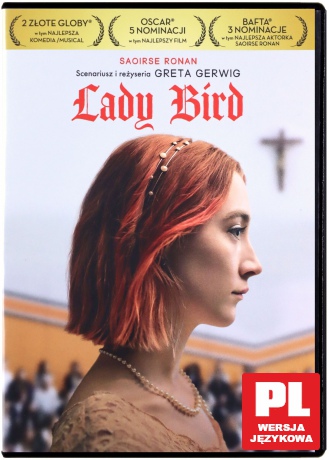 2 ZŁOTE GLOBY®
w tym NAJLEPSZA
KOMEDIA / MUSICAL
OSCAR®
5 NOMINACJI
w tym NAJLEPSZY FILM
BAFTA®
3 NOMINACJE
w tym NAJLEPSZA AKTORKA
SAOIRSE RONAN
SAOIRSE RONAN
Scenariusz i reżyseria GRETA GERWIG
Lady Bird
PL
WERSJA
JĘZYKOWA